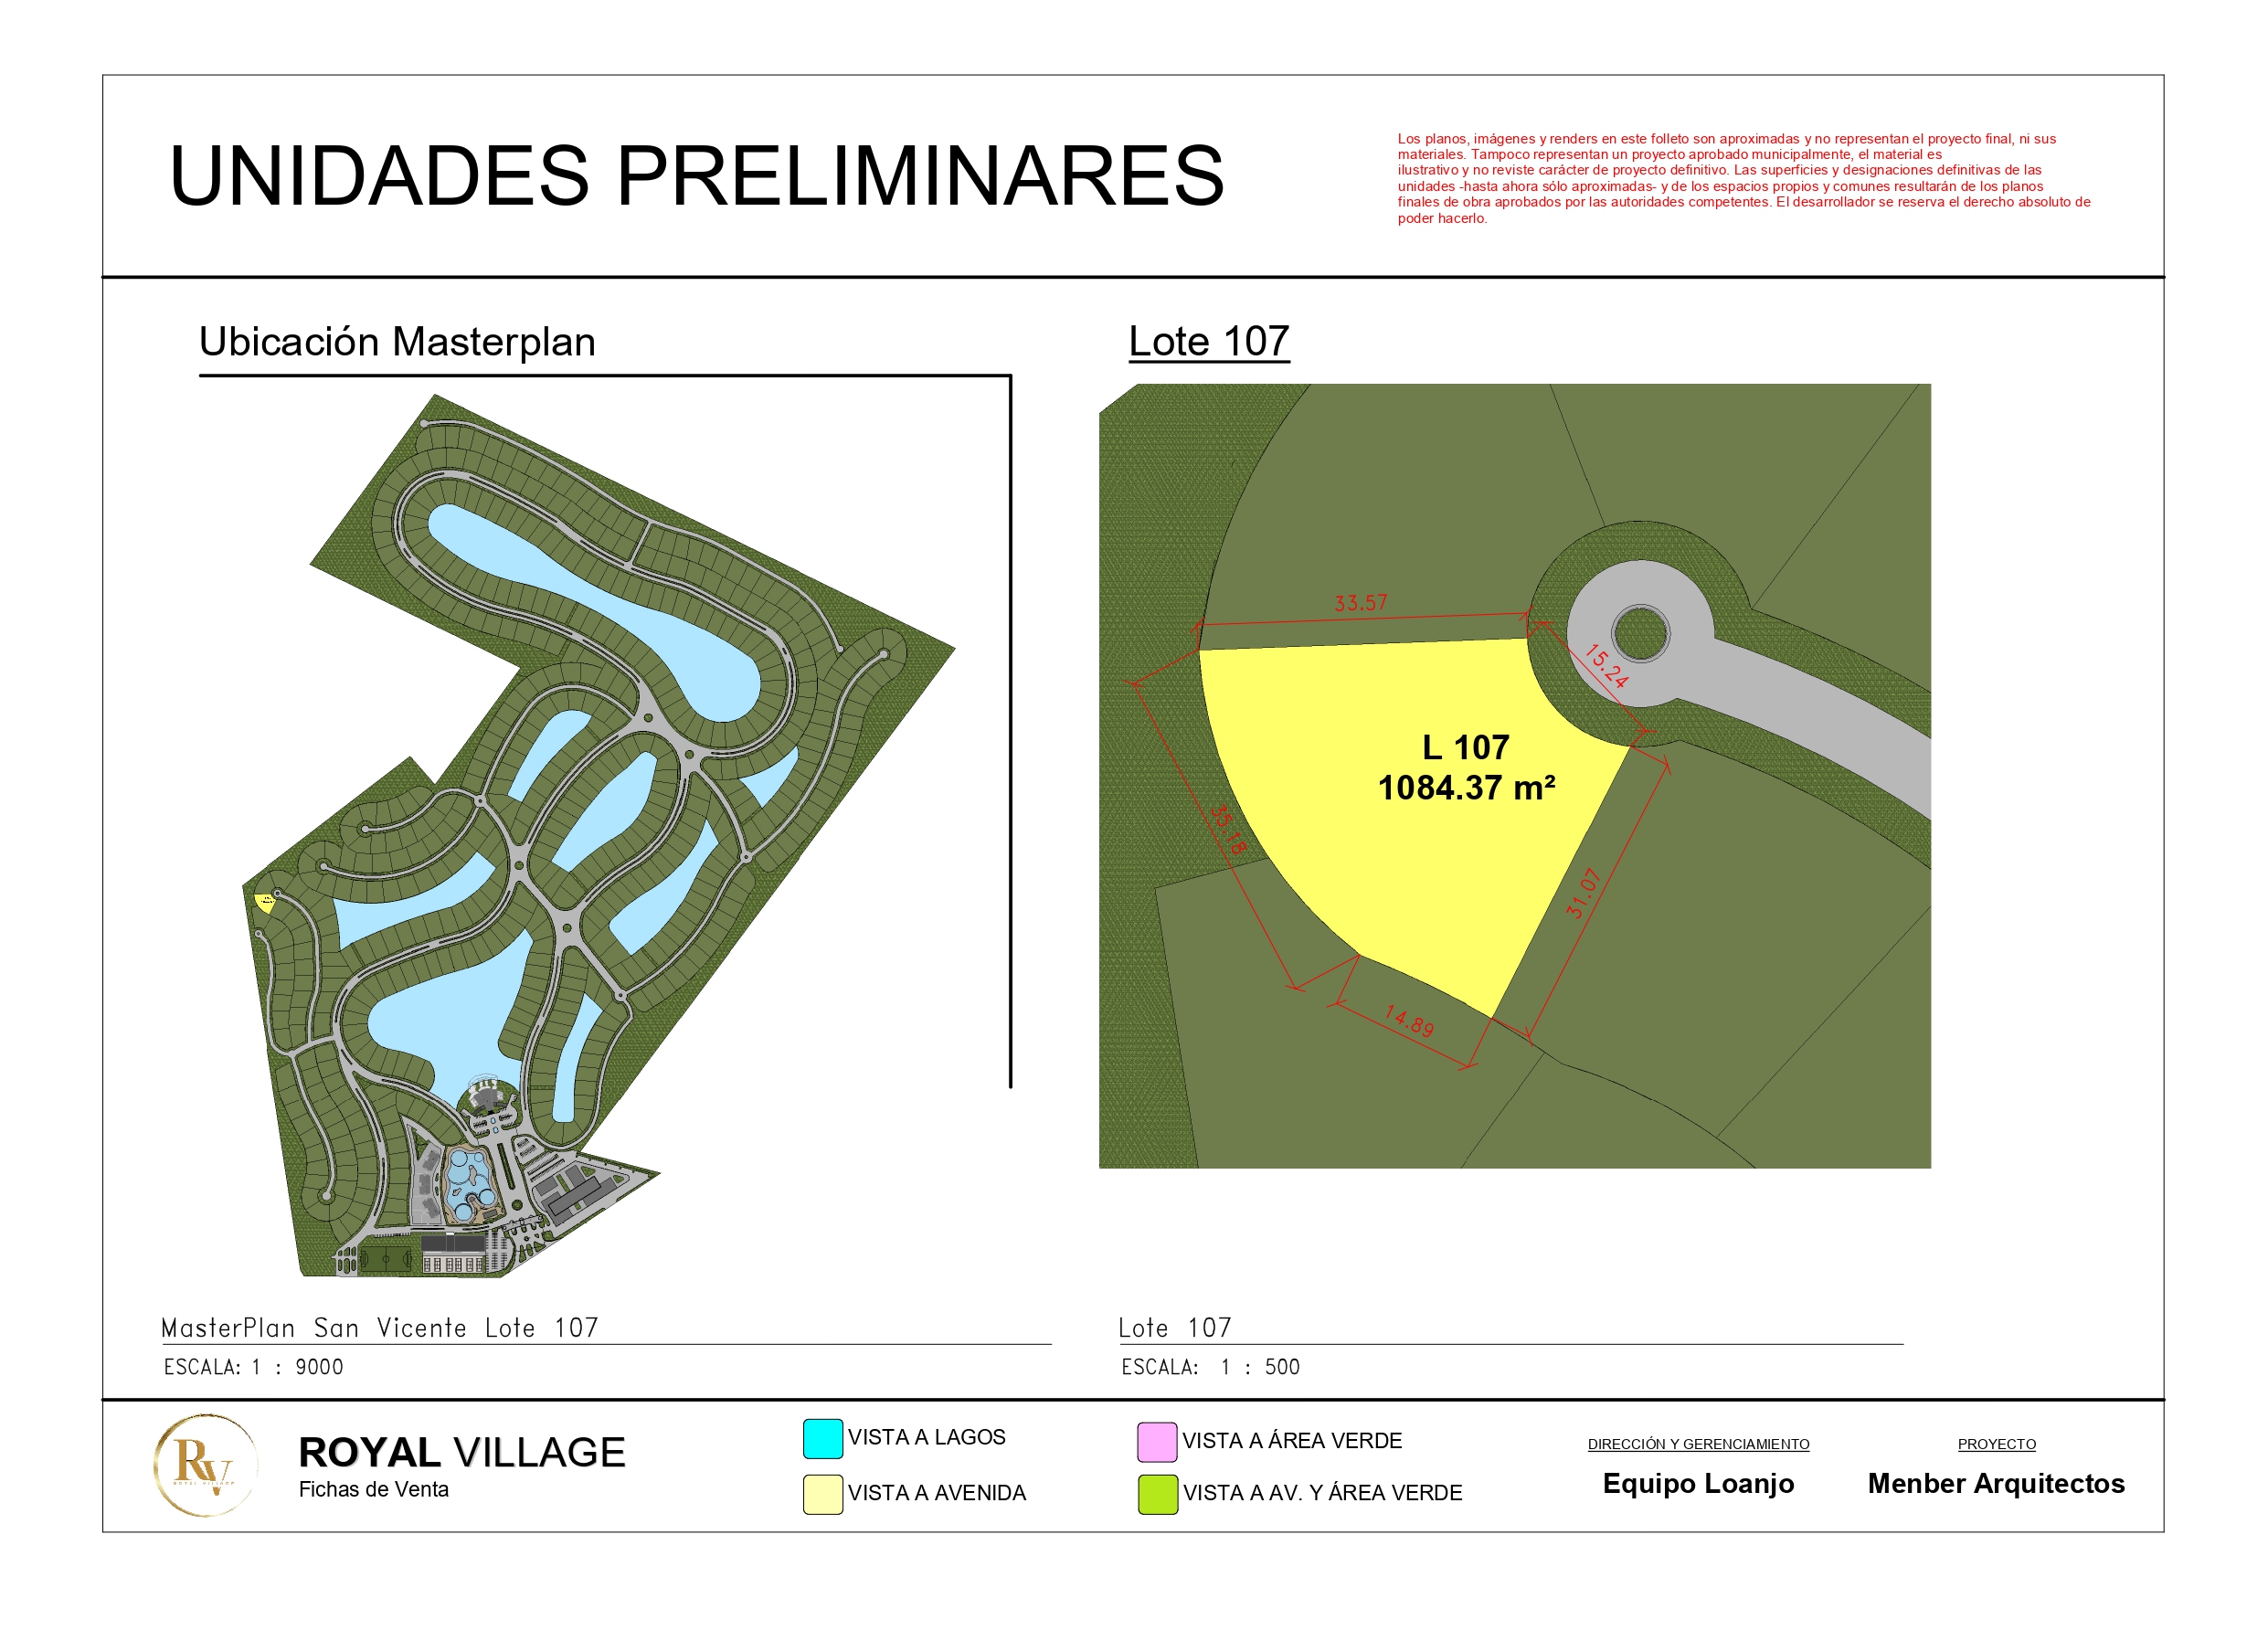 UNIDADES PRELIMINARES
Los planos, imágenes y renders en este folleto son aproximadas y no representan el proyecto final, ni sus
materiales. Tampoco representan un proyecto aprobado municipalmente, el material es
ilustrativo y no reviste carácter de proyecto definitivo. Las superficies y designaciones definitivas de las
unidades -hasta ahora sólo aproximadas- y de los espacios propios y comunes resultarán de los planos
finales de obra aprobados por las autoridades competentes. El desarrollador se reserva el derecho absoluto de
poder hacerlo.
Ubicación Masterplan
Lote 107
33.57
15.24
L 107
1084.37 m²
35.18
31.07
14.89
MasterPlan San Vicente Lote 107
ESCALA: 1 : 9000
Lote 107
ESCALA: 1 : 500
RV
ROYAL VILLAGE
ROYAL VILLAGE
Fichas de Venta
VISTA A LAGOS
VISTA A AVENIDA
VISTA A ÁREA VERDE
VISTA A AV. Y ÁREA VERDE
DIRECCIÓN Y GERENCIAMIENTO
Equipo Loanjo
PROYECTO
Menber Arquitectos